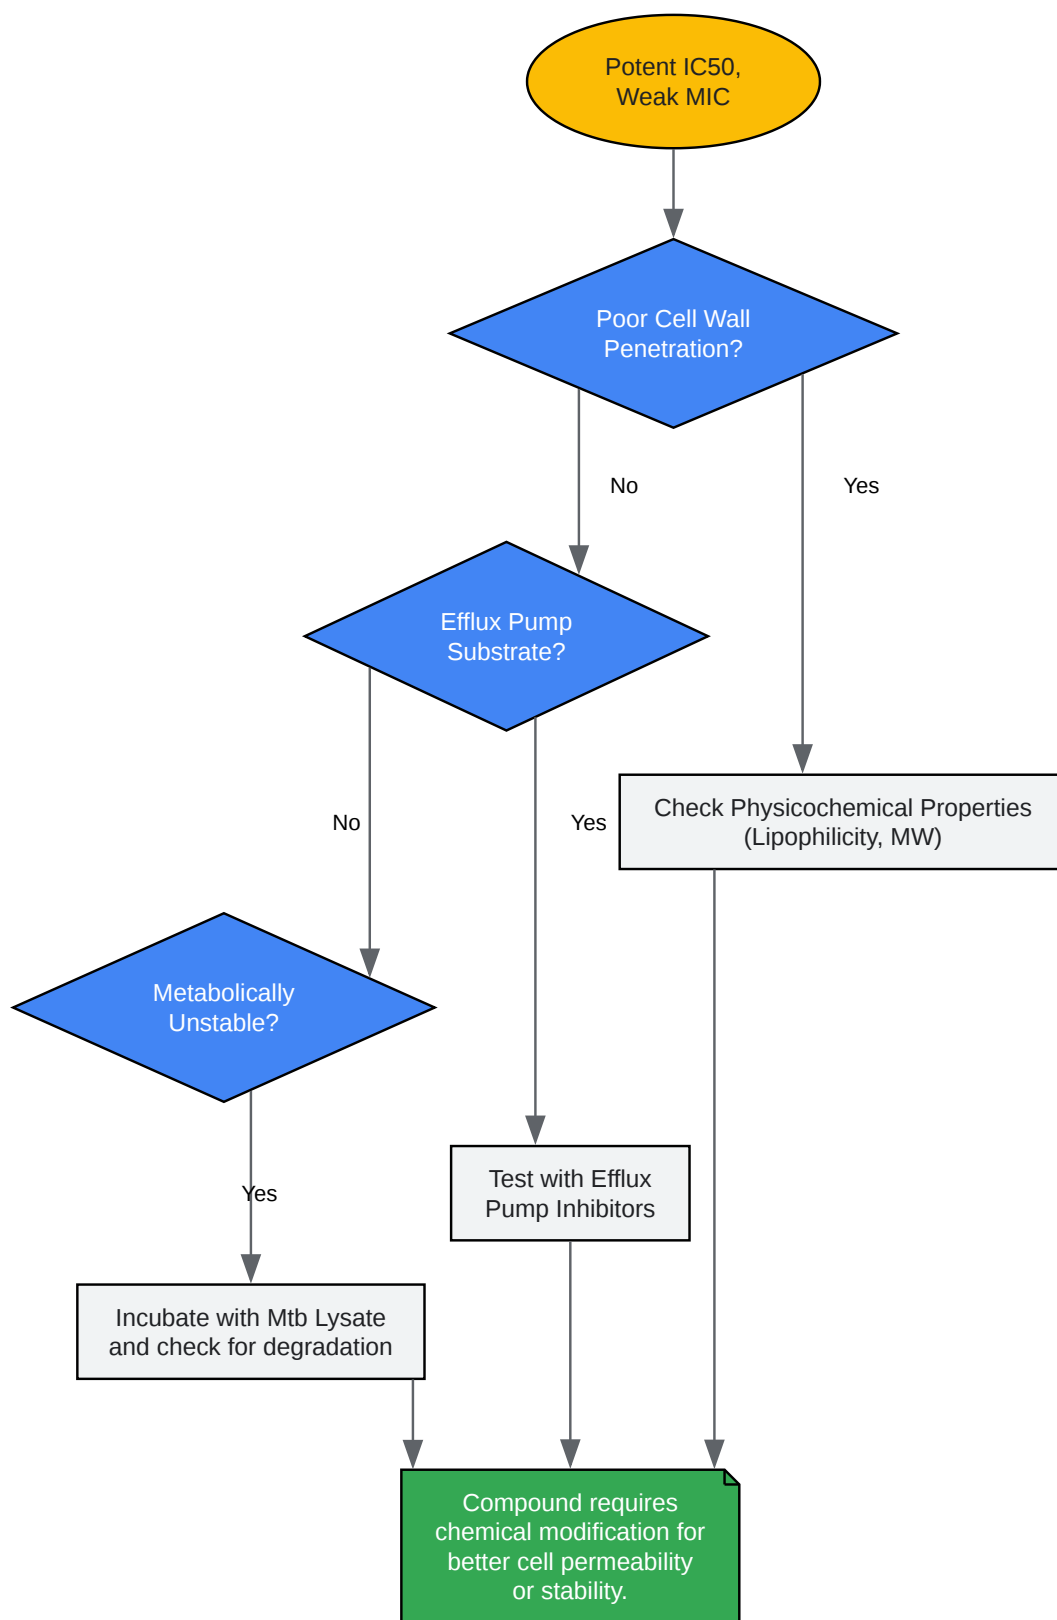 Potent IC50,
Weak MIC
Poor Cell Wall
Penetration?
No
Yes
Efflux Pump
Substrate?
No
Yes
Check Physicochemical Properties
(Lipophilicity, MW)
Metabolically
Unstable?
Yes
Test with Efflux
Pump Inhibitors
Incubate with Mtb Lysate
and check for degradation
Compound requires
chemical modification for
better cell permeability
or stability.